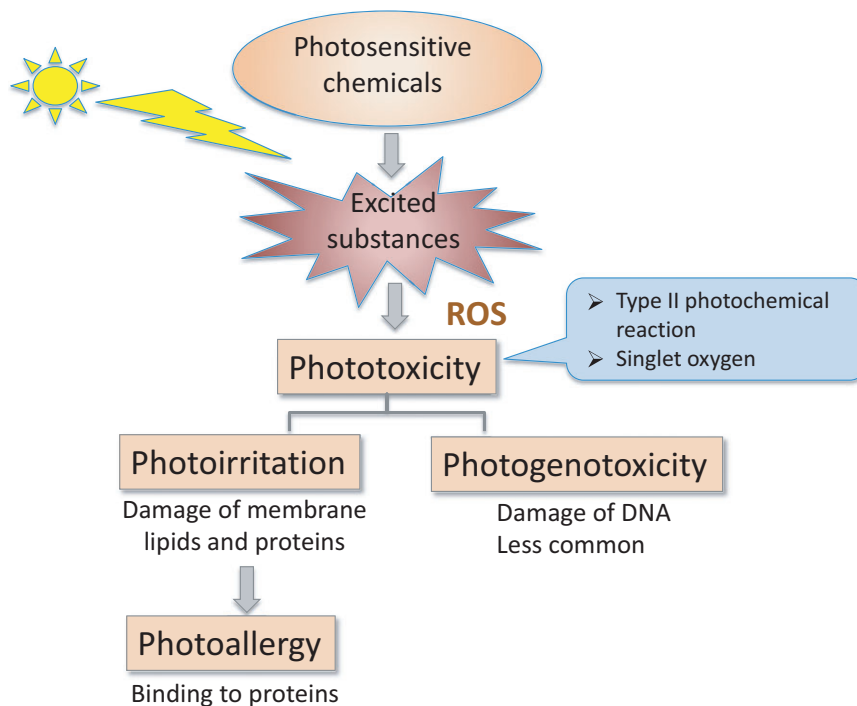 Photosensitive
chemicals
Excited
substances
ROS
➢ Type II photochemical
reaction
➢ Singlet oxygen
Phototoxicity
Photoirritation
Photogenotoxicity
Damage of membrane
lipids and proteins
Damage of DNA
Less common
Photoallergy
Binding to proteins